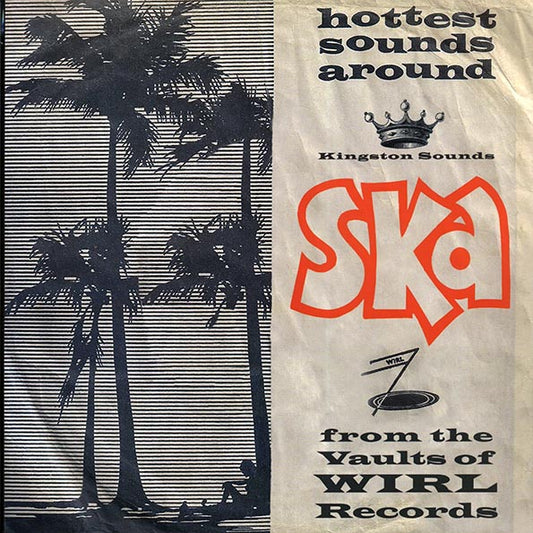 hottest
sounds
around
Kingston Sounds
SKa
WIRL
from the
Vaults of
WIRL
Records